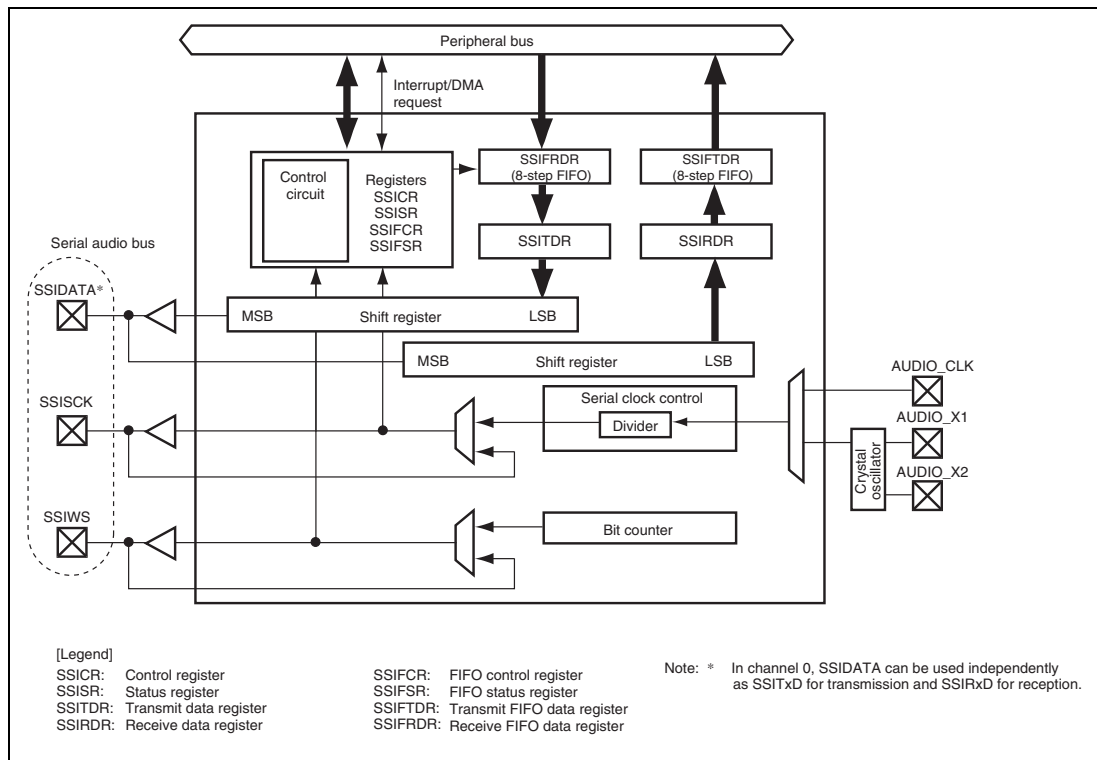 Peripheral bus
Interrupt/DMA
request
Control
circuit
Registers
SSICR
SSISR
SSIFCR
SSIFSR
SSIFRDR
(8-step FIFO)
SSIFTDR
(8-step FIFO)
SSITDR
SSIRDR
Serial audio bus
SSIDATA*
MSB Shift register LSB
MSB Shift register LSB
SSISCK
Serial clock control
Divider
AUDIO_CLK
AUDIO_X1
AUDIO_X2
Crystal
oscillator
SSIWS
Bit counter
[Legend]
SSICR: Control register
SSISR: Status register
SSITDR: Transmit data register
SSIRDR: Receive data register
SSIFCR: FIFO control register
SSIFSR: FIFO status register
SSIFTDR: Transmit FIFO data register
SSIFRDR: Receive FIFO data register
Note: * In channel 0, SSIDATA can be used independently
as SSITxD for transmission and SSIRxD for reception.